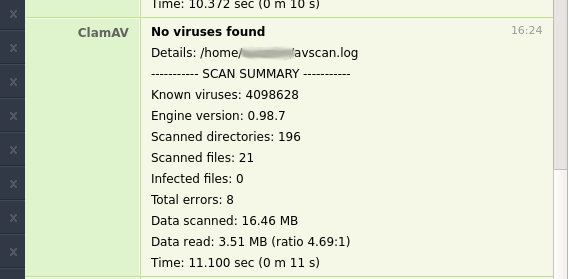 Time: 10.372 sec (0 m 10 s)
ClamAV
No viruses found
16:24
Details: /home/ /avscan.log
----------- SCAN SUMMARY -----------
Known viruses: 4098628
Engine version: 0.98.7
Scanned directories: 196
Scanned files: 21
Infected files: 0
Total errors: 8
Data scanned: 16.46 MB
Data read: 3.51 MB (ratio 4.69:1)
Time: 11.100 sec (0 m 11 s)